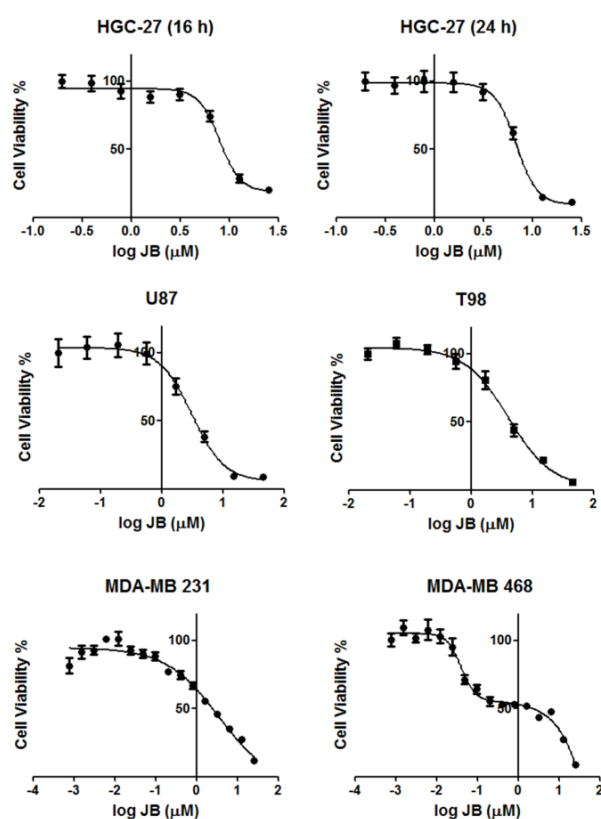 HGC-27 (16 h)
Cell Viability %
100
50
-1.0 -0.5 0.0 0.5 1.0 1.5
log JB (μM)
HGC-27 (24 h)
Cell Viability %
100
50
-1.0 -0.5 0.0 0.5 1.0 1.5
log JB (μM)
U87
Cell Viability %
100
50
-2 -1 0 1 2
log JB (μM)
T98
Cell Viability %
100
50
-2 -1 0 1 2
log JB (μM)
MDA-MB 231
Cell Viability %
100
50
-4 -3 -2 -1 0 1 2
log JB (μM)
MDA-MB 468
Cell Viability %
100
50
-4 -3 -2 -1 0 1 2
log JB (μM)